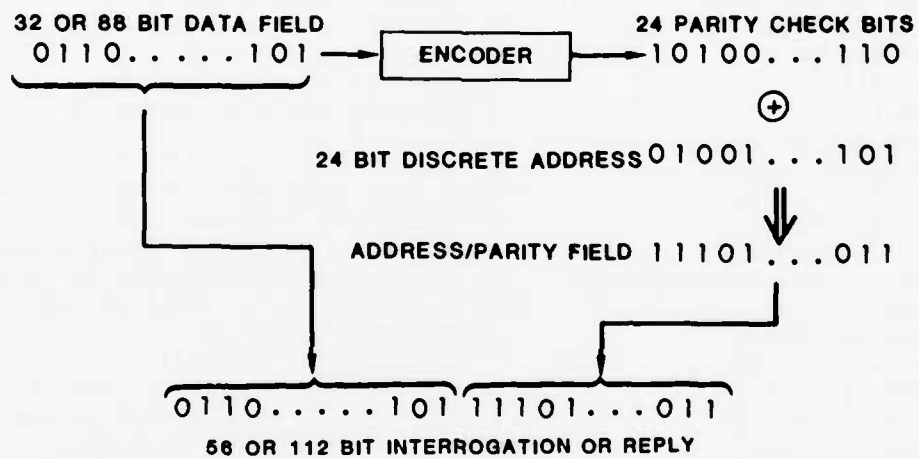 32 OR 88 BIT DATA FIELD
0110.....101
ENCODER
24 PARITY CHECK BITS
10100...110
⊕
24 BIT DISCRETE ADDRESS 01001...101
ADDRESS/PARITY FIELD 11101...011
0110.....101 11101...011
56 OR 112 BIT INTERROGATION OR REPLY